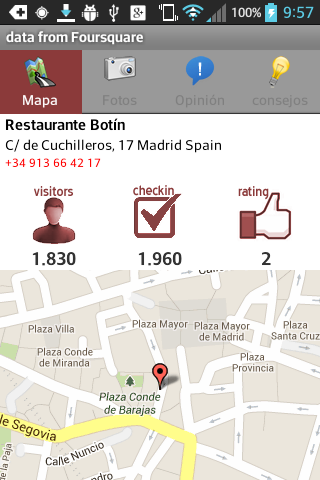 100% 9:57
data from Foursquare
Mapa
Fotos
Opinión
consejos
Restaurante Botín
C/ de Cuchilleros, 17 Madrid Spain
+34 913 66 42 17
visitors
checkin
rating
1.830
1.960
2
Plaza Villa
Plaza Mayor
Plaza Mayor
de Madrid
Plaza
Santa Cruz
Plaza Conde
de Miranda
Plaza
Provincia
Plaza Conde
de Barajas
le Segovia
Calle Nuncio
de la Paja